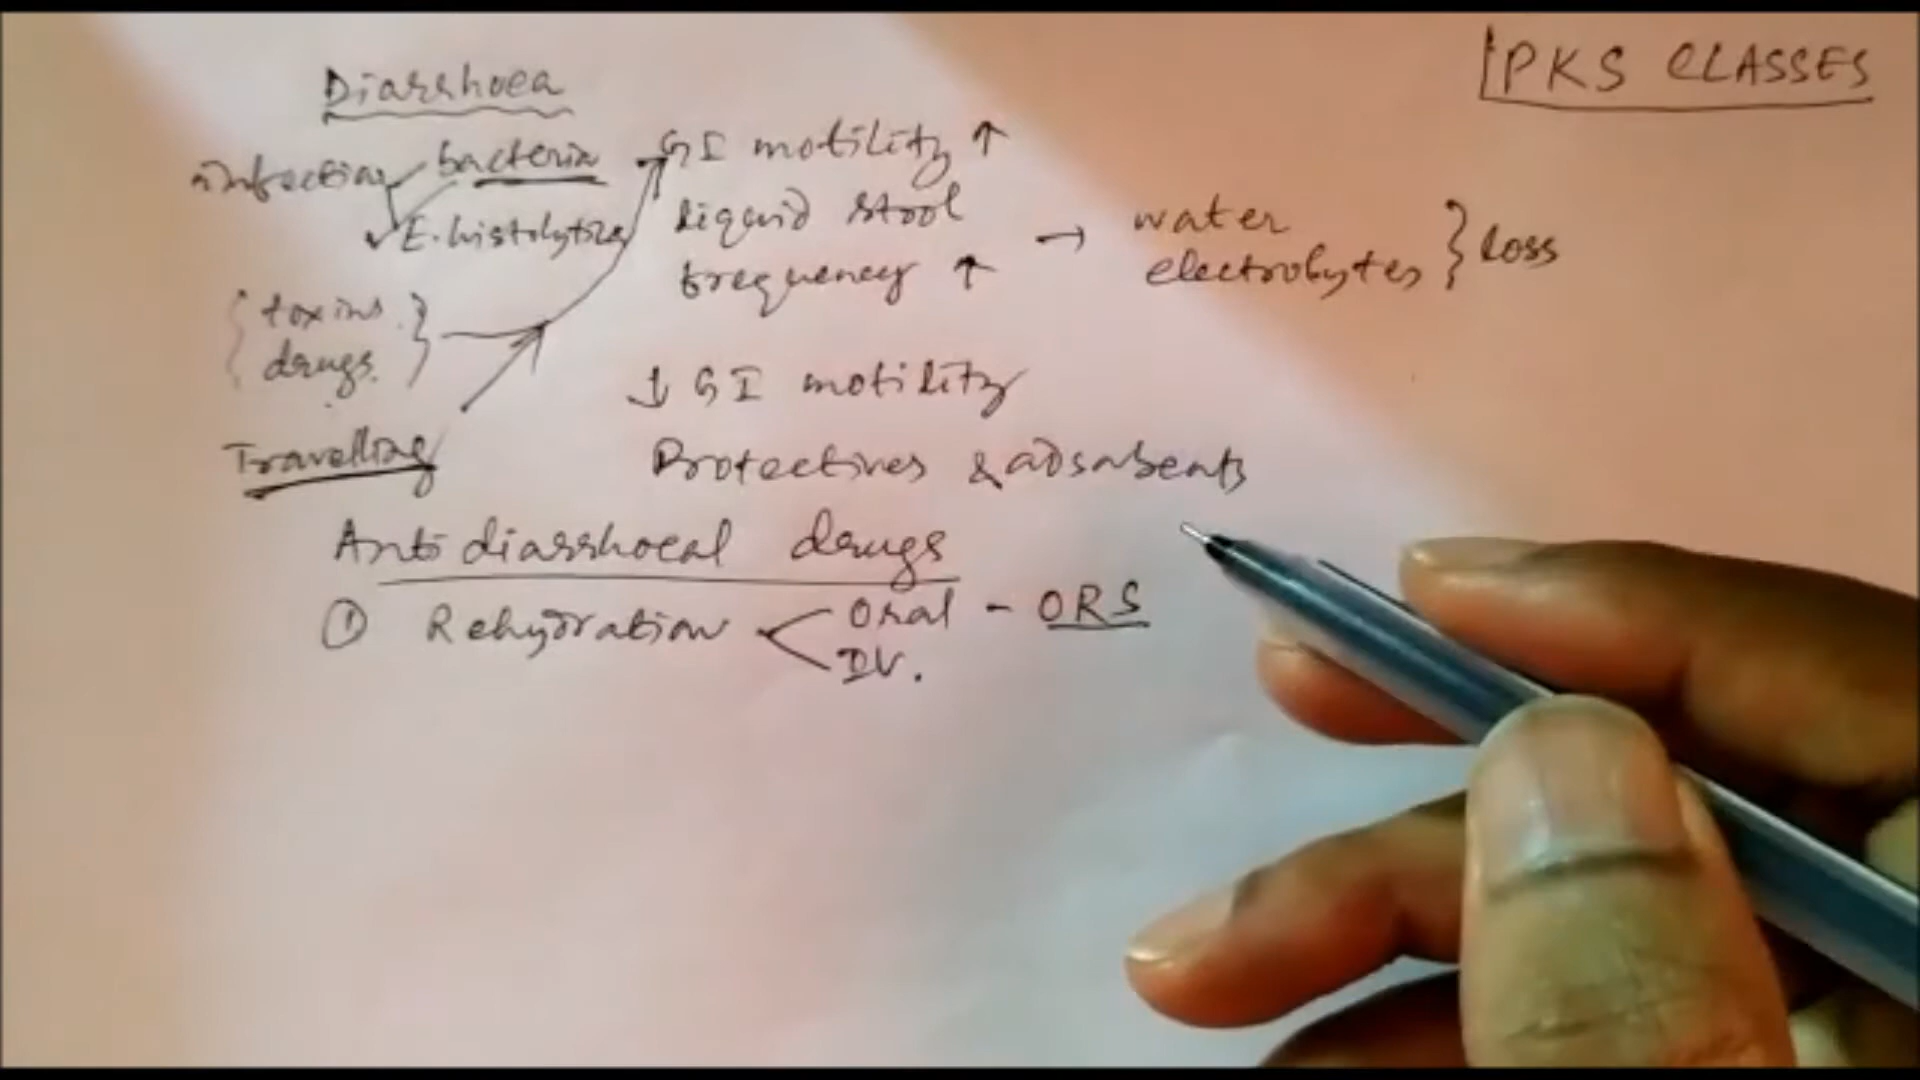 PKS CLASSES
Diarrhoea
infection bacteria
E. histolytica
toxins
drugs.
Travelling
GI motility ↑
liquid stool
frequency ↑ → water
electrolytes } loss
↓ GI motility
Protectives & adsorbents
Anti diarrhoeal drugs
① Rehydration < Oral - ORS
IV.